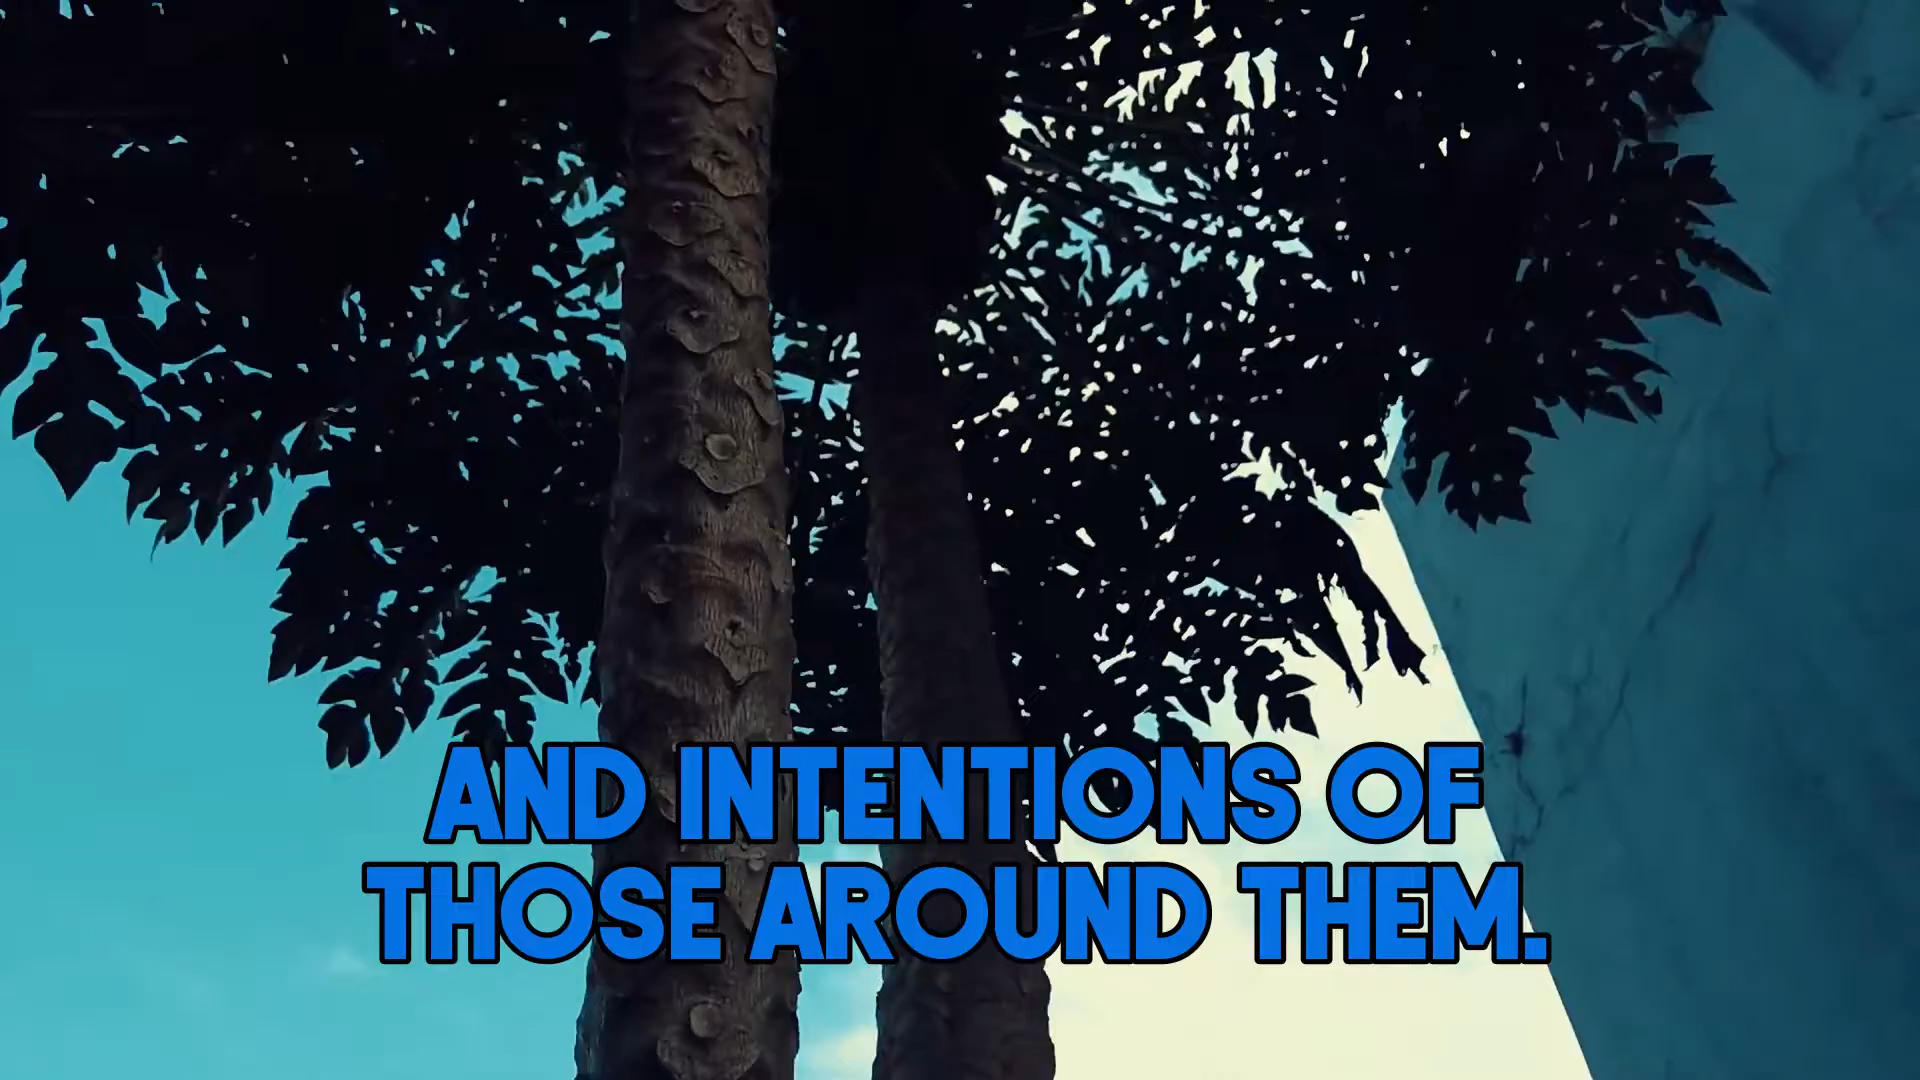 AND INTENTIONS OF
THOSE AROUND THEM.